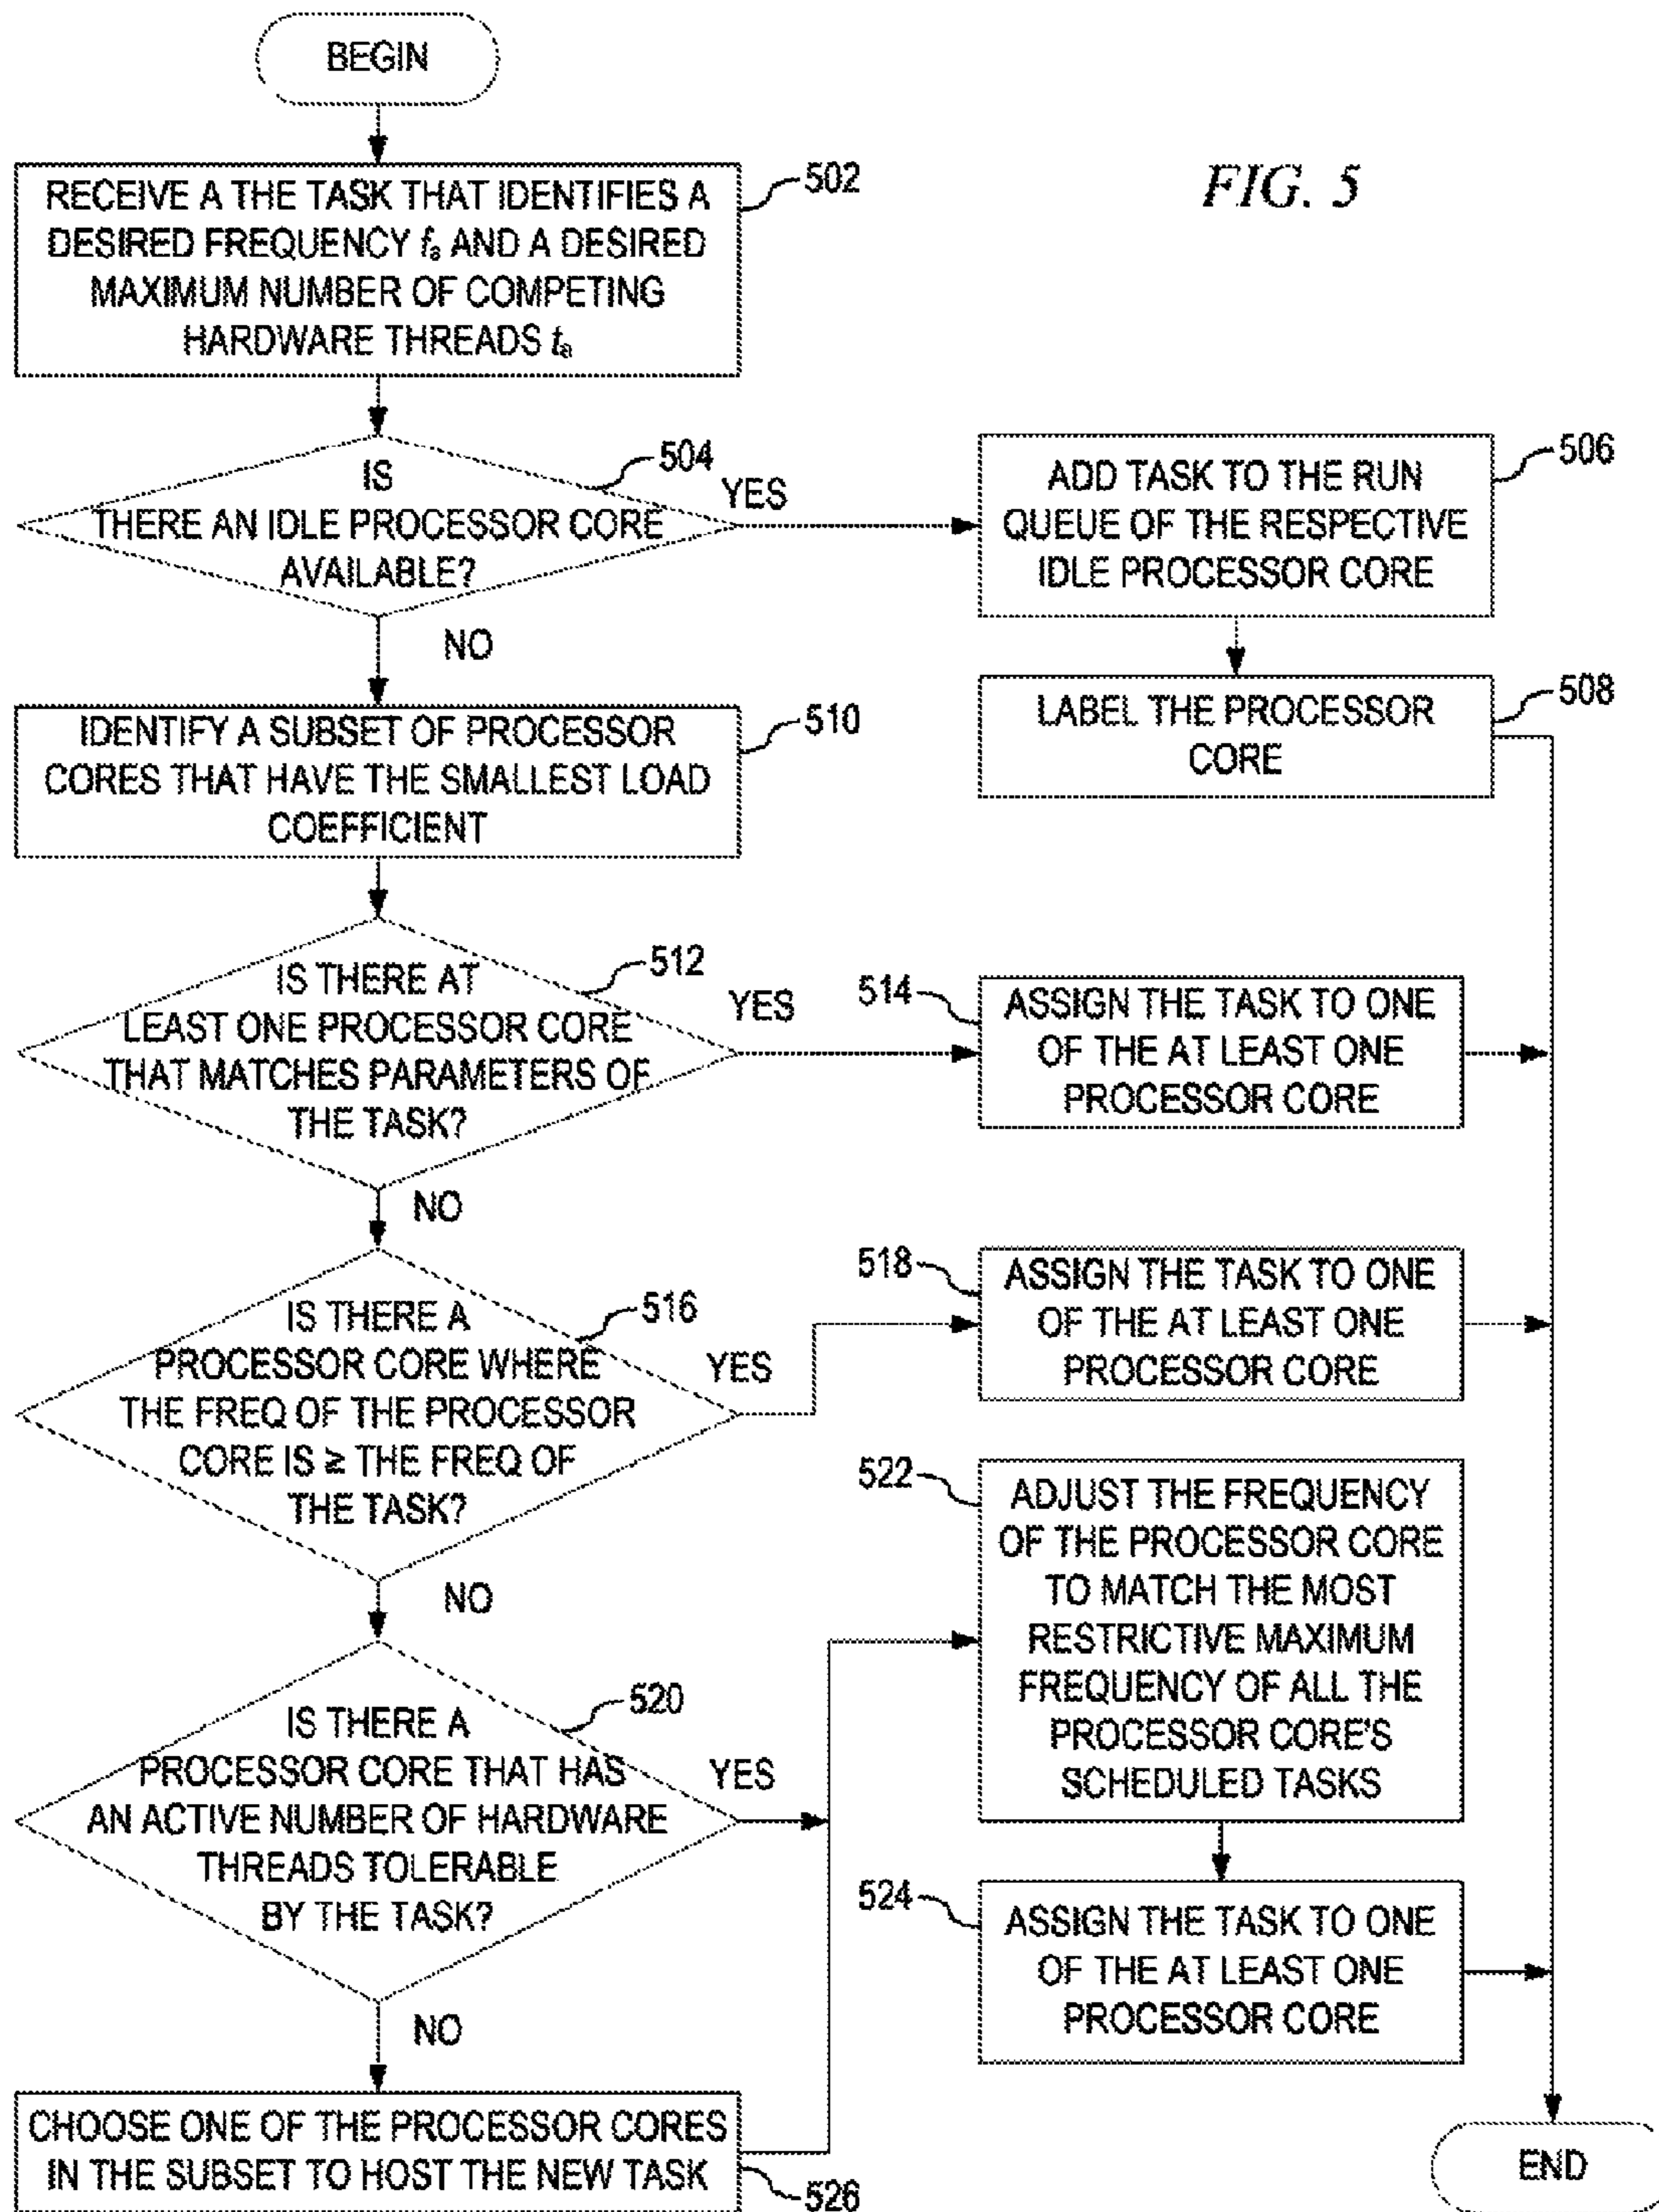 BEGIN
FIG. 5
502
RECEIVE A THE TASK THAT IDENTIFIES A
DESIRED FREQUENCY fa AND A DESIRED
MAXIMUM NUMBER OF COMPETING
HARDWARE THREADS ta
504
IS
THERE AN IDLE PROCESSOR CORE
AVAILABLE?
YES
NO
506
ADD TASK TO THE RUN
QUEUE OF THE RESPECTIVE
IDLE PROCESSOR CORE
508
LABEL THE PROCESSOR
CORE
510
IDENTIFY A SUBSET OF PROCESSOR
CORES THAT HAVE THE SMALLEST LOAD
COEFFICIENT
512
IS THERE AT
LEAST ONE PROCESSOR CORE
THAT MATCHES PARAMETERS OF
THE TASK?
YES
NO
514
ASSIGN THE TASK TO ONE
OF THE AT LEAST ONE
PROCESSOR CORE
516
IS THERE A
PROCESSOR CORE WHERE
THE FREQ OF THE PROCESSOR
CORE IS ≥ THE FREQ OF
THE TASK?
YES
NO
518
ASSIGN THE TASK TO ONE
OF THE AT LEAST ONE
PROCESSOR CORE
520
IS THERE A
PROCESSOR CORE THAT HAS
AN ACTIVE NUMBER OF HARDWARE
THREADS TOLERABLE
BY THE TASK?
YES
NO
522
ADJUST THE FREQUENCY
OF THE PROCESSOR CORE
TO MATCH THE MOST
RESTRICTIVE MAXIMUM
FREQUENCY OF ALL THE
PROCESSOR CORE'S
SCHEDULED TASKS
524
ASSIGN THE TASK TO ONE
OF THE AT LEAST ONE
PROCESSOR CORE
CHOOSE ONE OF THE PROCESSOR CORES
IN THE SUBSET TO HOST THE NEW TASK
526
END